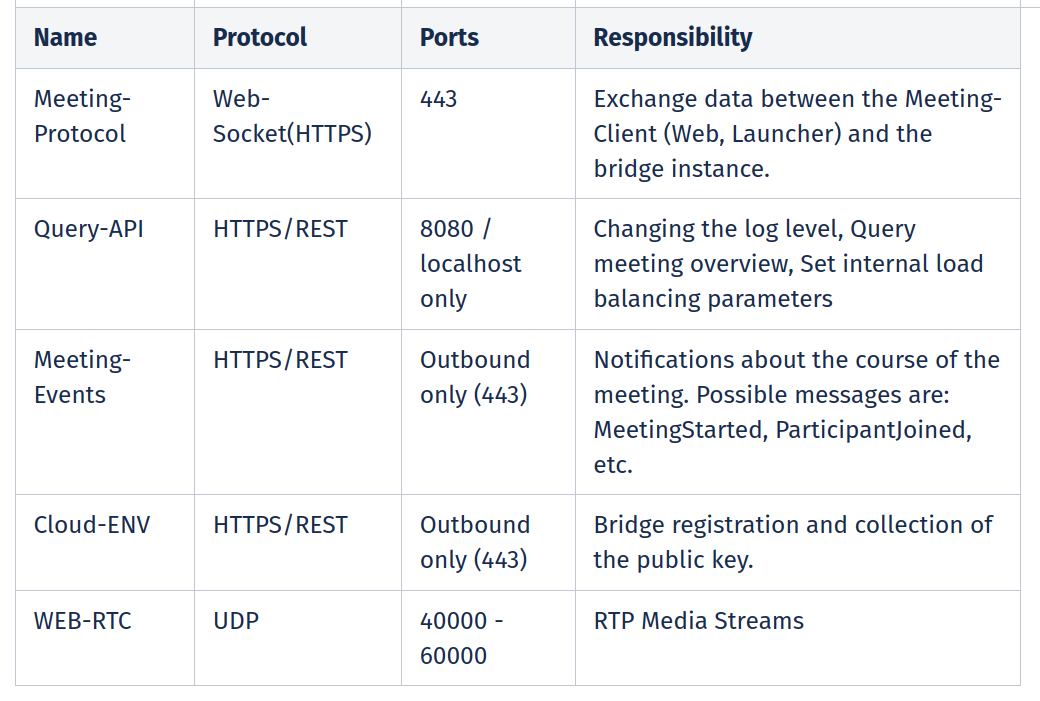 Name Protocol Ports Responsibility
Meeting- Web- 443 Exchange data between the Meeting-
Protocol Socket(HTTPS) Client (Web, Launcher) and the
bridge instance.
Query-API HTTPS/REST 8080 / Changing the log level, Query
localhost meeting overview, Set internal load
only balancing parameters
Meeting- HTTPS/REST Outbound Notifications about the course of the
Events only (443) meeting. Possible messages are:
MeetingStarted, ParticipantJoined,
etc.
Cloud-ENV HTTPS/REST Outbound Bridge registration and collection of
only (443) the public key.
WEB-RTC UDP 40000 - RTP Media Streams
60000